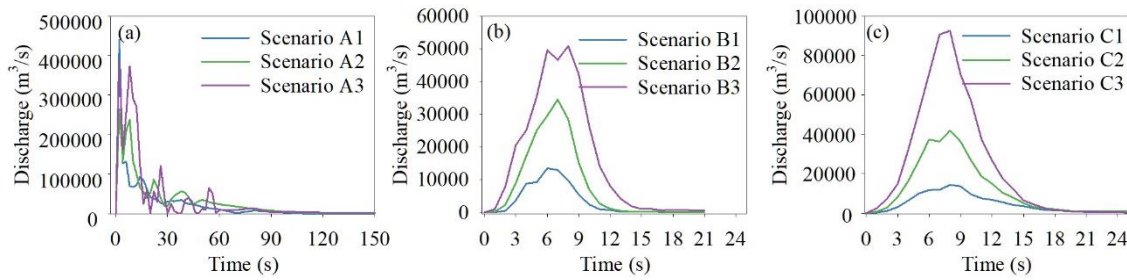 (a)
Discharge (m³/s)
500000
400000
300000
200000
100000
0
Scenario A1
Scenario A2
Scenario A3
0 30 60 90 120 150
Time (s)
(b)
Discharge (m³/s)
60000
50000
40000
30000
20000
10000
0
Scenario B1
Scenario B2
Scenario B3
0 3 6 9 12 15 18 21 24
Time (s)
(c)
Discharge (m³/s)
100000
80000
60000
40000
20000
0
Scenario C1
Scenario C2
Scenario C3
0 3 6 9 12 15 18 21 24
Time (s)